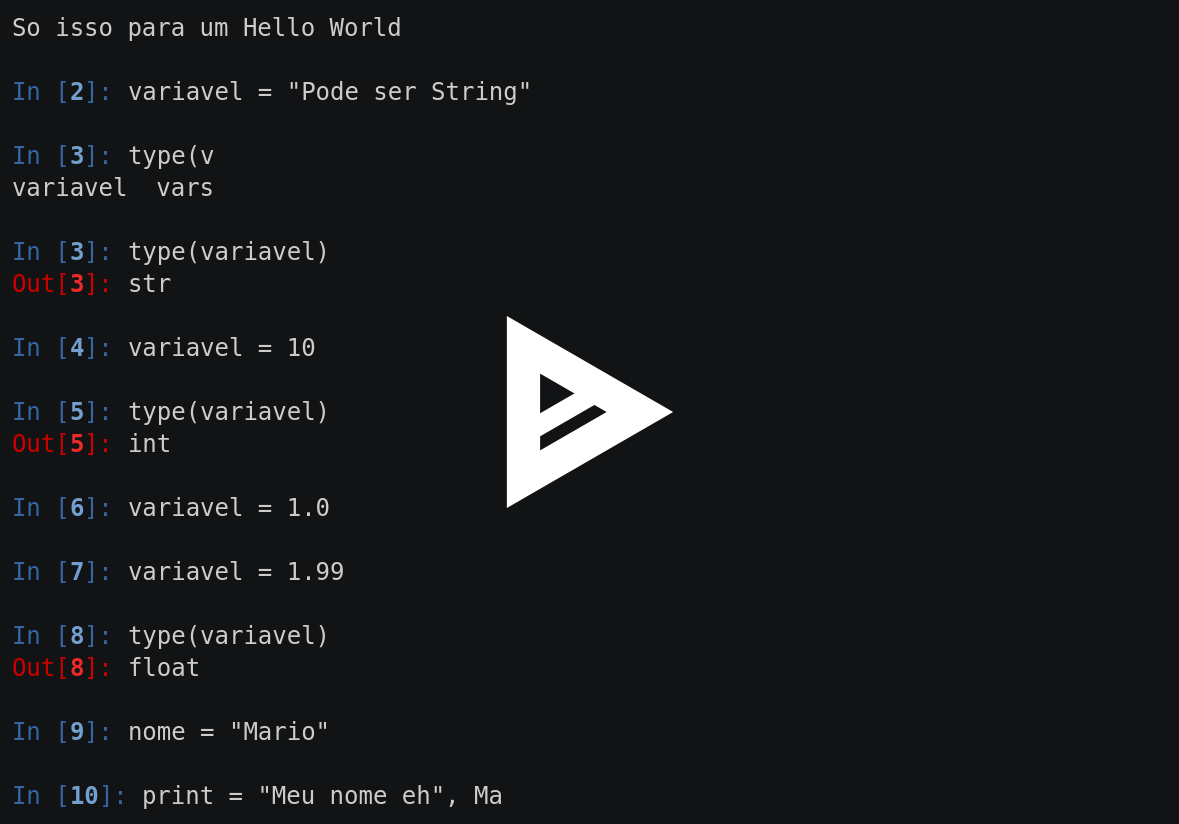 So isso para um Hello World
In [2]: variavel = "Pode ser String"
In [3]: type(v
variavel  vars
In [3]: type(variavel)
Out[3]: str
In [4]: variavel = 10
In [5]: type(variavel)
Out[5]: int
In [6]: variavel = 1.0
In [7]: variavel = 1.99
In [8]: type(variavel)
Out[8]: float
In [9]: nome = "Mario"
In [10]: print = "Meu nome eh", Ma